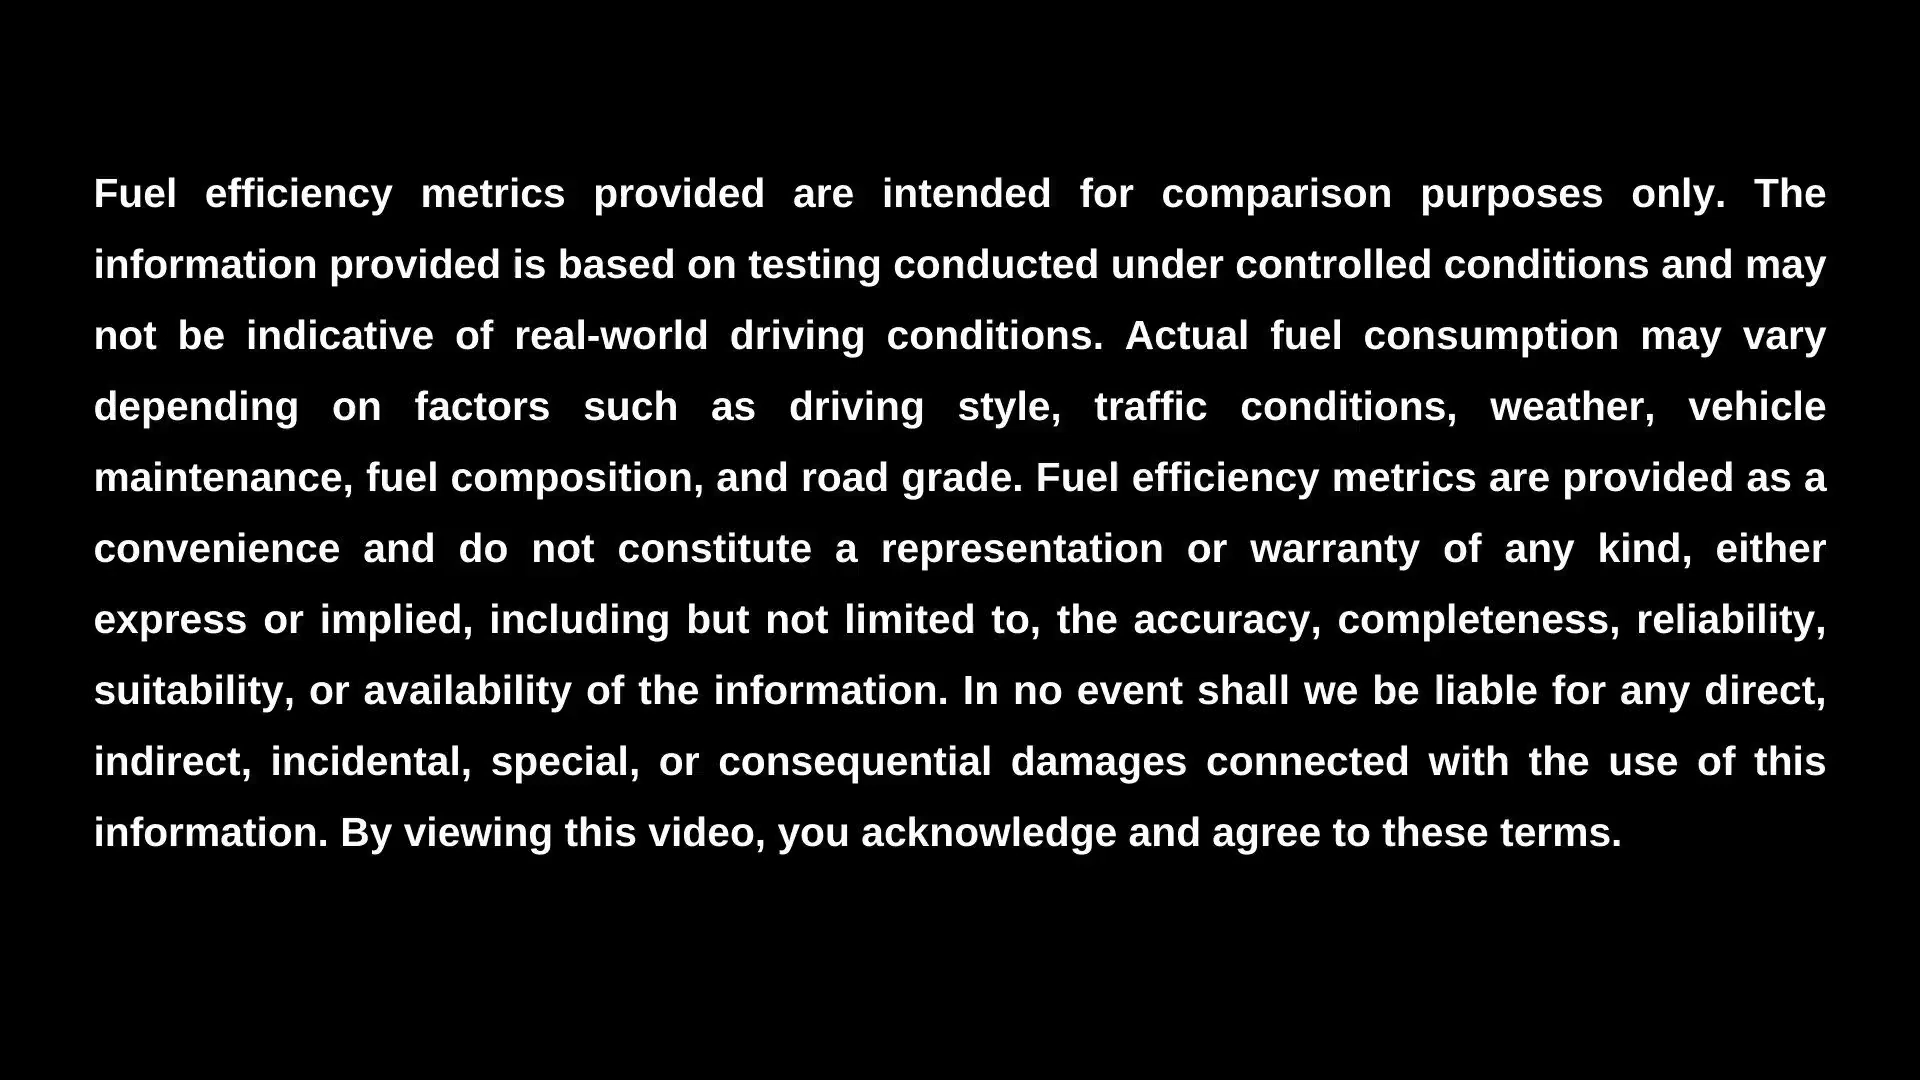 Fuel efficiency metrics provided are intended for comparison purposes only. The
information provided is based on testing conducted under controlled conditions and may
not be indicative of real-world driving conditions. Actual fuel consumption may vary
depending on factors such as driving style, traffic conditions, weather, vehicle
maintenance, fuel composition, and road grade. Fuel efficiency metrics are provided as a
convenience and do not constitute a representation or warranty of any kind, either
express or implied, including but not limited to, the accuracy, completeness, reliability,
suitability, or availability of the information. In no event shall we be liable for any direct,
indirect, incidental, special, or consequential damages connected with the use of this
information. By viewing this video, you acknowledge and agree to these terms.